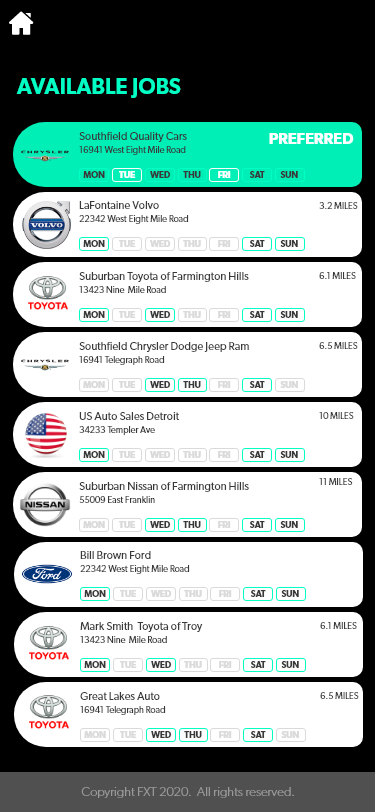 AVAILABLE JOBS
Southfield Quality Cars
PREFERRED
16941 West Eight Mile Road
CHRYSLER
MON TUE WED THU FRI SAT SUN
LaFontaine Volvo 3.2 MILES
22342 West Eight Mile Road
VOLVO
MON TUE WED THU FRI SAT SUN
Suburban Toyota of Farmington Hills 6.1 MILES
13423 Nine Mile Road
TOYOTA
MON TUE WED THU FRI SAT SUN
Southfield Chrysler Dodge Jeep Ram 6.5 MILES
16941 Telegraph Road
CHRYSLER
MON TUE WED THU FRI SAT SUN
US Auto Sales Detroit 10 MILES
34233 Templer Ave
MON TUE WED THU FRI SAT SUN
Suburban Nissan of Farmington Hills 11 MILES
55009 East Franklin
NISSAN
MON TUE WED THU FRI SAT SUN
Bill Brown Ford
22342 West Eight Mile Road
Ford
MON TUE WED THU FRI SAT SUN
Mark Smith Toyota of Troy 6.1 MILES
13423 Nine Mile Road
TOYOTA
MON TUE WED THU FRI SAT SUN
Great Lakes Auto 6.5 MILES
16941 Telegraph Road
TOYOTA
MON TUE WED THU FRI SAT SUN
Copyright FXT 2020. All rights reserved.